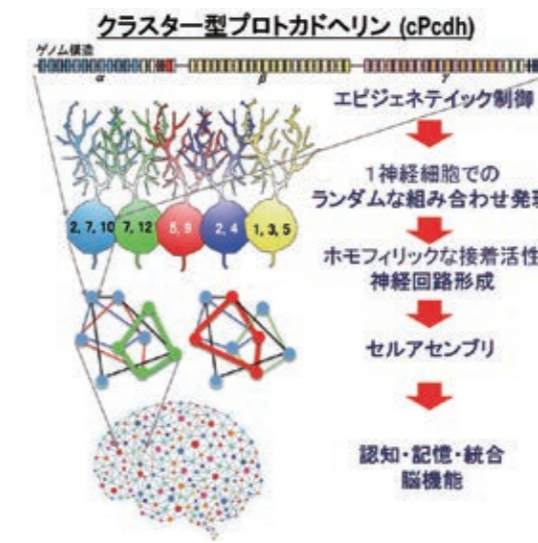 クラスター型プロトカドヘリン (cPcdh)
ゲノム構造
α
β
γ
エピジェネテイック制御
1神経細胞での
ランダムな組み合わせ発現
2, 7, 10
7, 12
5, 9
2, 4
1, 3, 5
ホモフィリックな接着活性
神経回路形成
セルアセンブリ
認知・記憶・統合
脳機能